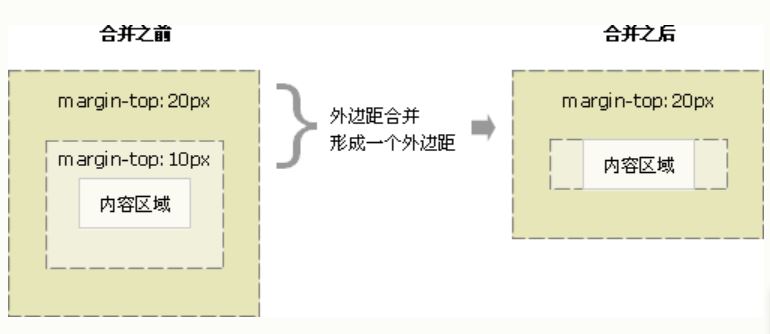 合并之前
合并之后
margin-top: 20px
margin-top: 10px
内容区域
外边距合并
形成一个外边距
margin-top: 20px
内容区域